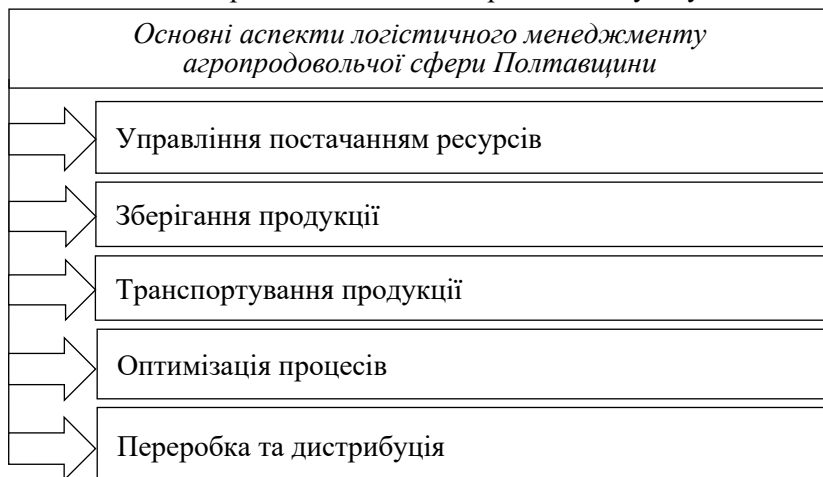 Основні аспекти логістичного менеджменту
агропродовольчої сфери Полтавщини
Управління постачанням ресурсів
Зберігання продукції
Транспортування продукції
Оптимізація процесів
Переробка та дистрибуція